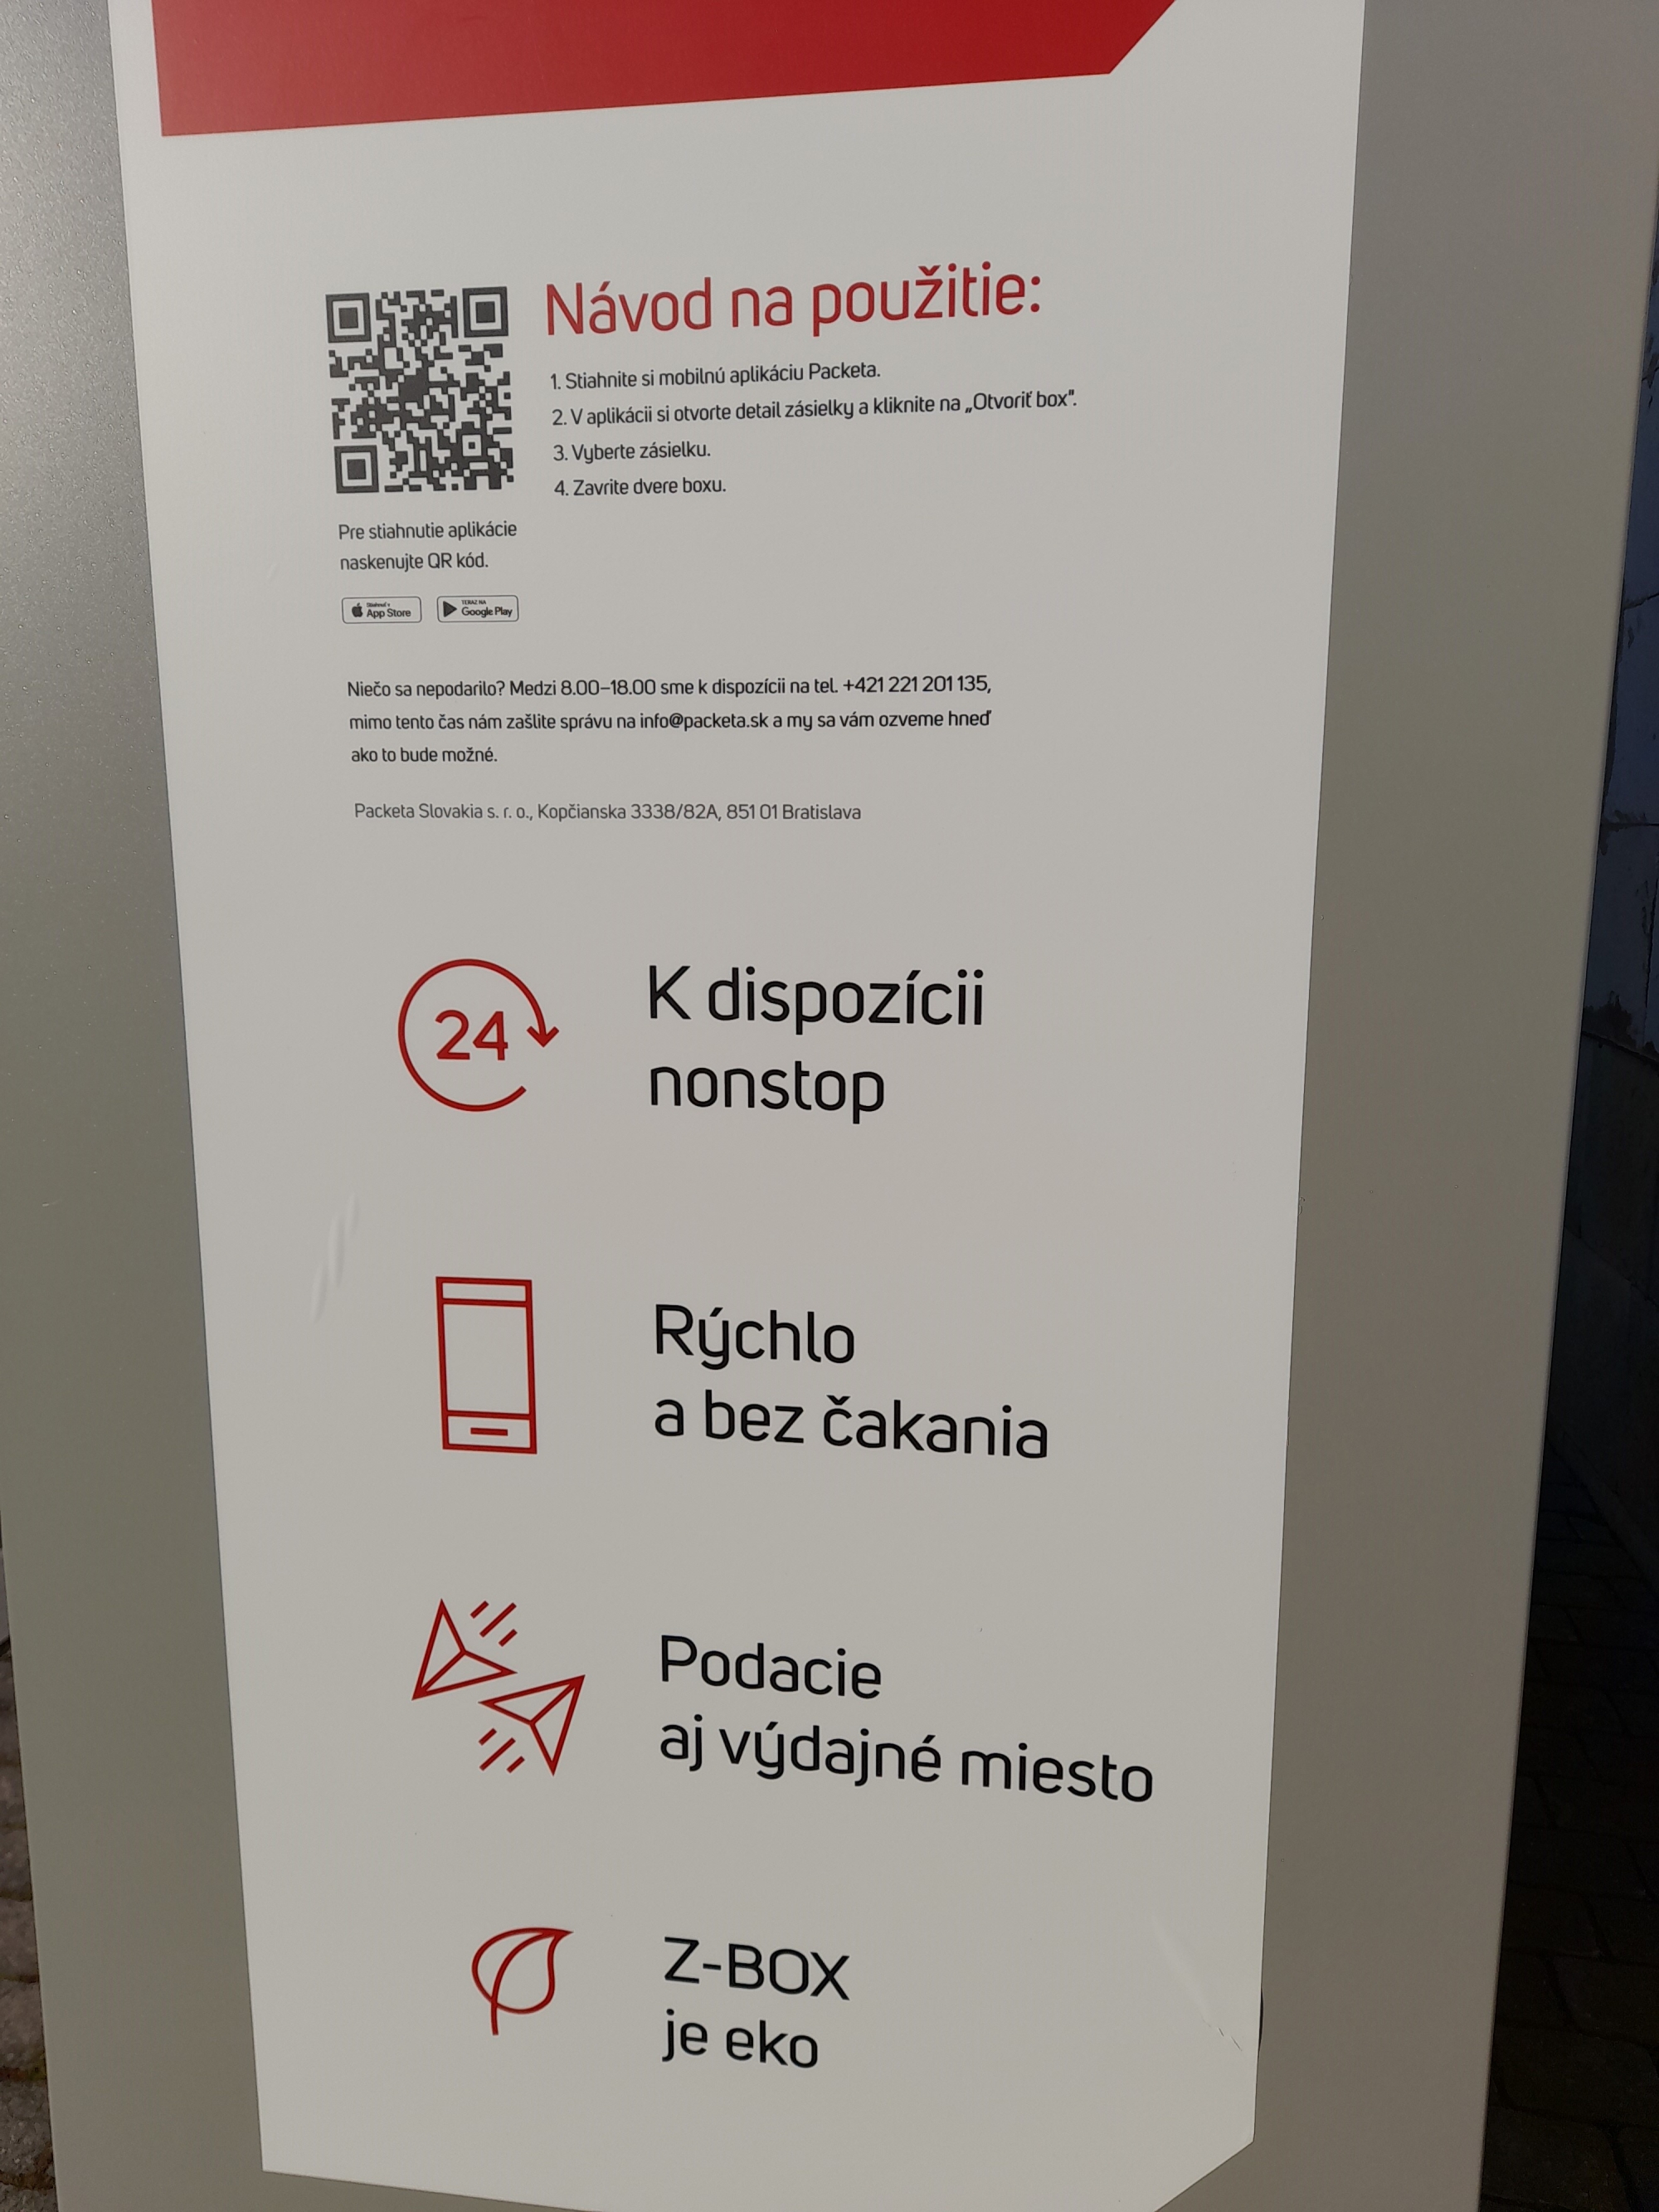 Návod na použitie:
1. Stiahnite si mobilnú aplikáciu Packeta.
2. V aplikácii si otvorte detail zásielky a kliknite na „Otvoriť box".
3. Vyberte zásielku.
4. Zavrite dvere boxu.
Pre stiahnutie aplikácie
naskenujte QR kód.
Stiahnuť v
App Store
TERAZ NA
Google Play
Niečo sa nepodarilo? Medzi 8.00–18.00 sme k dispozícii na tel. +421 221 201 135,
mimo tento čas nám zašlite správu na info@packeta.sk a my sa vám ozveme hneď
ako to bude možné.
Packeta Slovakia s. r. o., Kopčianska 3338/82A, 851 01 Bratislava
24
K dispozícii
nonstop
Rýchlo
a bez čakania
Podacie
aj výdajné miesto
Z-BOX
je eko